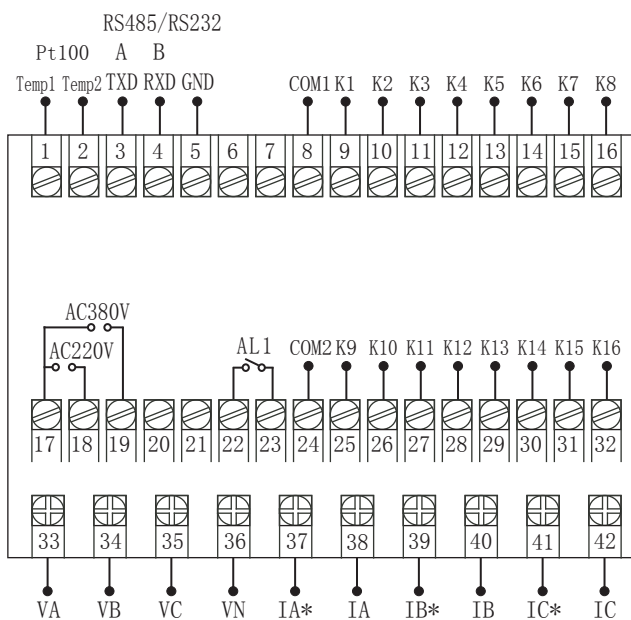 RS485/RS232
Pt100 A B
Temp1 Temp2 TXD RXD GND COM1 K1 K2 K3 K4 K5 K6 K7 K8
1 2 3 4 5 6 7 8 9 10 11 12 13 14 15 16
AC380V
AC220V AL1 COM2 K9 K10 K11 K12 K13 K14 K15 K16
17 18 19 20 21 22 23 24 25 26 27 28 29 30 31 32
33 34 35 36 37 38 39 40 41 42
VA VB VC VN IA* IA IB* IB IC* IC